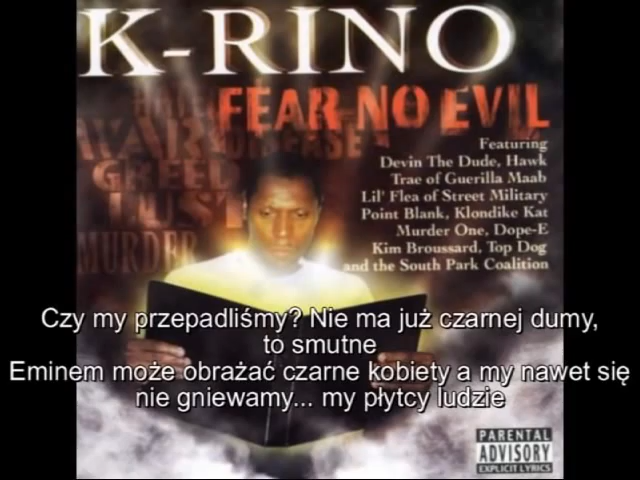 K-RINO
FEAR NO EVIL
WAR
DISEASE
GREED
LUST
MURDER
Featuring
Devin The Dude, Hawk
Trae of Guerilla Maab
Lil' Flea of Street Military
Point Blank, Klondike Kat
Murder One, Dope-E
Kim Broussard, Top Dog
and the South Park Coalition
Czy my przepadliśmy? Nie ma już czarnej dumy,
to smutne
Eminem może obrażać czarne kobiety a my nawet się
nie gniewamy... my płytcy ludzie
PARENTAL
ADVISORY
EXPLICIT LYRICS